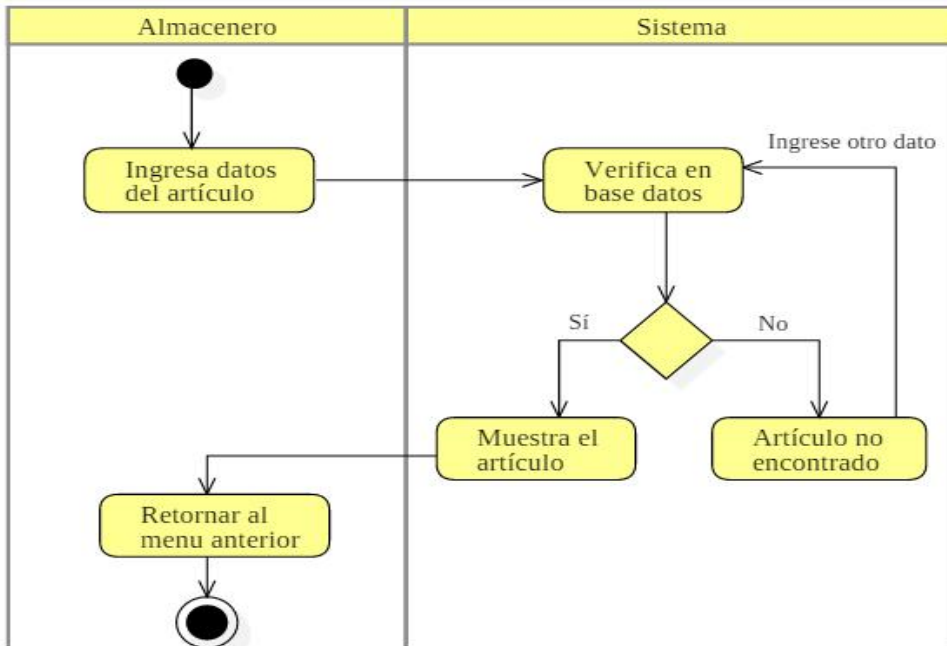 Almacenero
Sistema
Ingresa datos
del artículo
Verifica en
base datos
Ingrese otro dato
Sí
No
Muestra el
artículo
Artículo no
encontrado
Retornar al
menu anterior